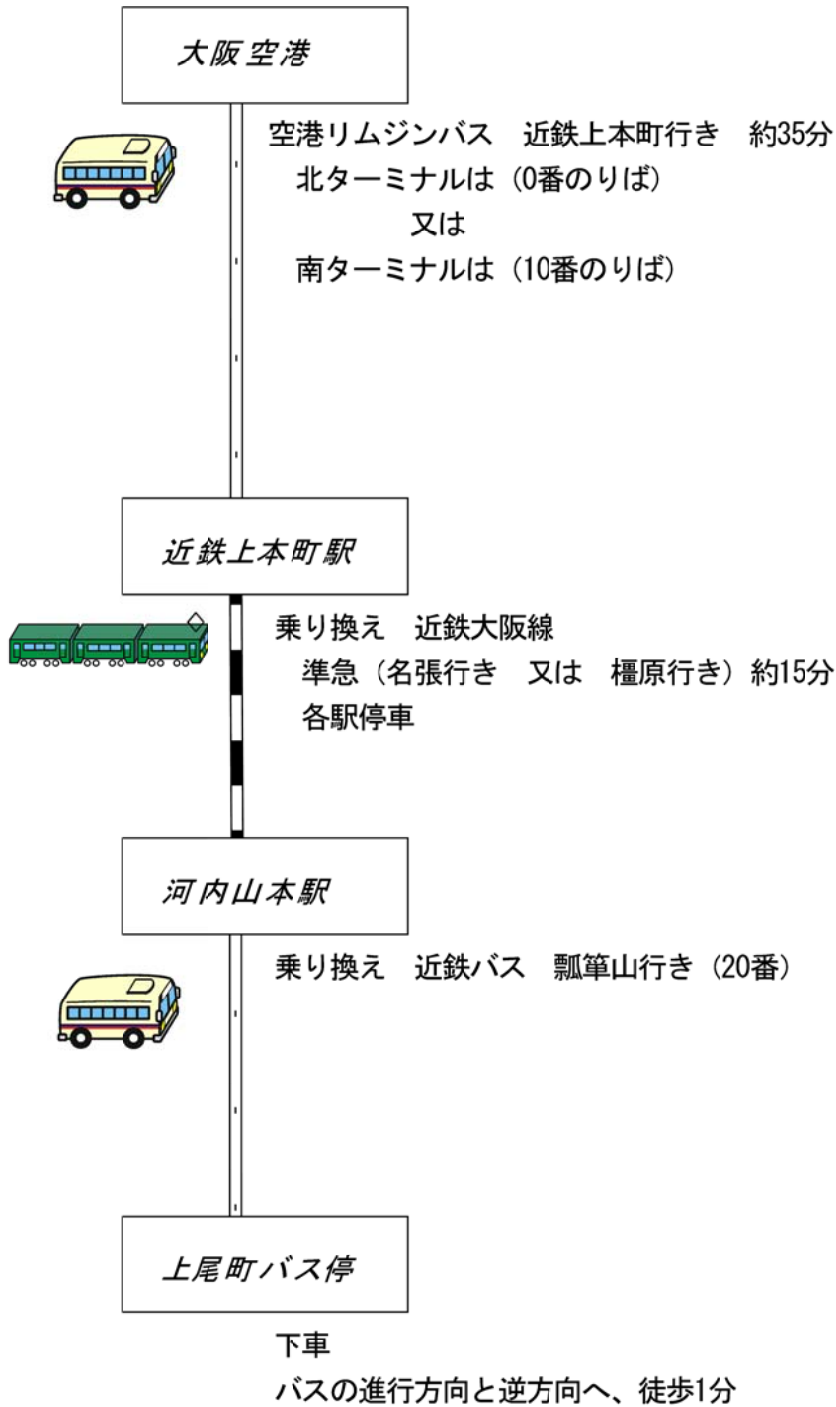 大阪空港
空港リムジンバス　近鉄上本町行き　約35分
北ターミナルは（0番のりば）
又は
南ターミナルは（10番のりば）
近鉄上本町駅
乗り換え　近鉄大阪線
準急（名張行き　又は　橿原行き）約15分
各駅停車
河内山本駅
乗り換え　近鉄バス　瓢箪山行き（20番）
上尾町バス停
下車
バスの進行方向と逆方向へ、徒歩1分